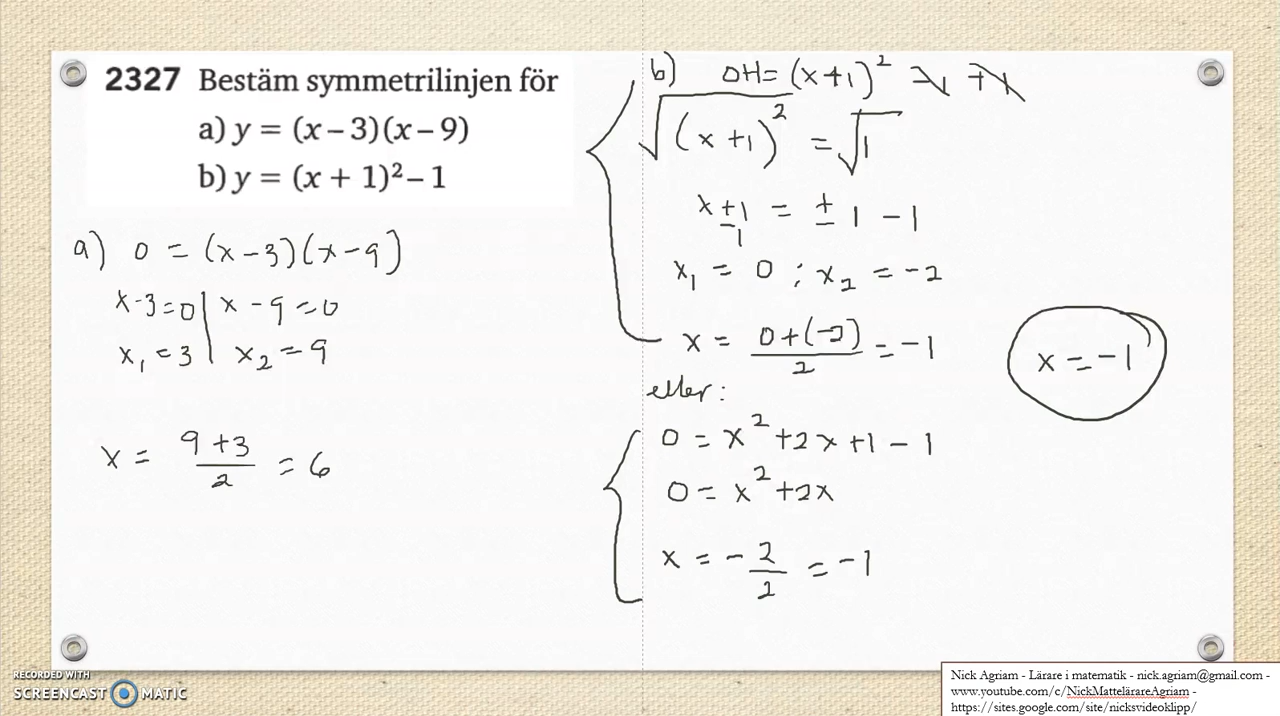 2327 Bestäm symmetrilinjen för
a) y = (x – 3)(x – 9)
b) y = (x + 1)² – 1
a) 0 = (x-3)(x-9)
x-3=0 | x-9=0
x₁=3 | x₂=9
x = (9+3)/2 = 6
b) 0+1=(x+1)² -1 +1
√(x+1)² = √1
x+1 -1 = ± 1 - 1
x₁ = 0 ; x₂ = -2
x = (0+(-2))/2 = -1
eller:
0 = x² +2x +1 - 1
0 = x² +2x
x = - 2/2 = -1
x = -1
RECORDED WITH
SCREENCAST MATIC
Nick Agriam - Lärare i matematik - nick.agriam@gmail.com -
www.youtube.com/c/NickMattelärareAgriam -
https://sites.google.com/site/nicksvideoklipp/